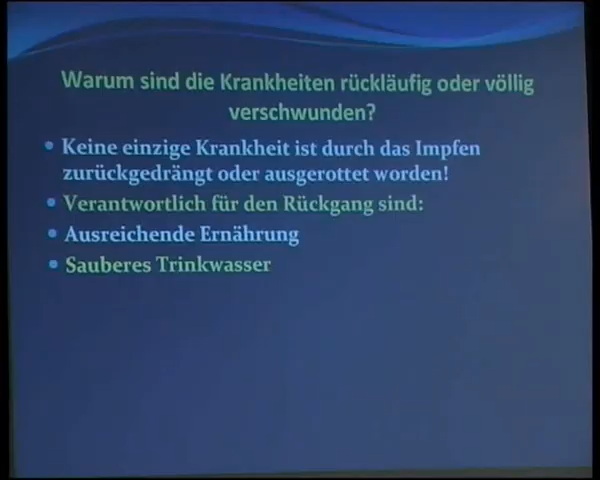 Warum sind die Krankheiten rückläufig oder völlig
verschwunden?
Keine einzige Krankheit ist durch das Impfen
zurückgedrängt oder ausgerottet worden!
Verantwortlich für den Rückgang sind:
Ausreichende Ernährung
Sauberes Trinkwasser